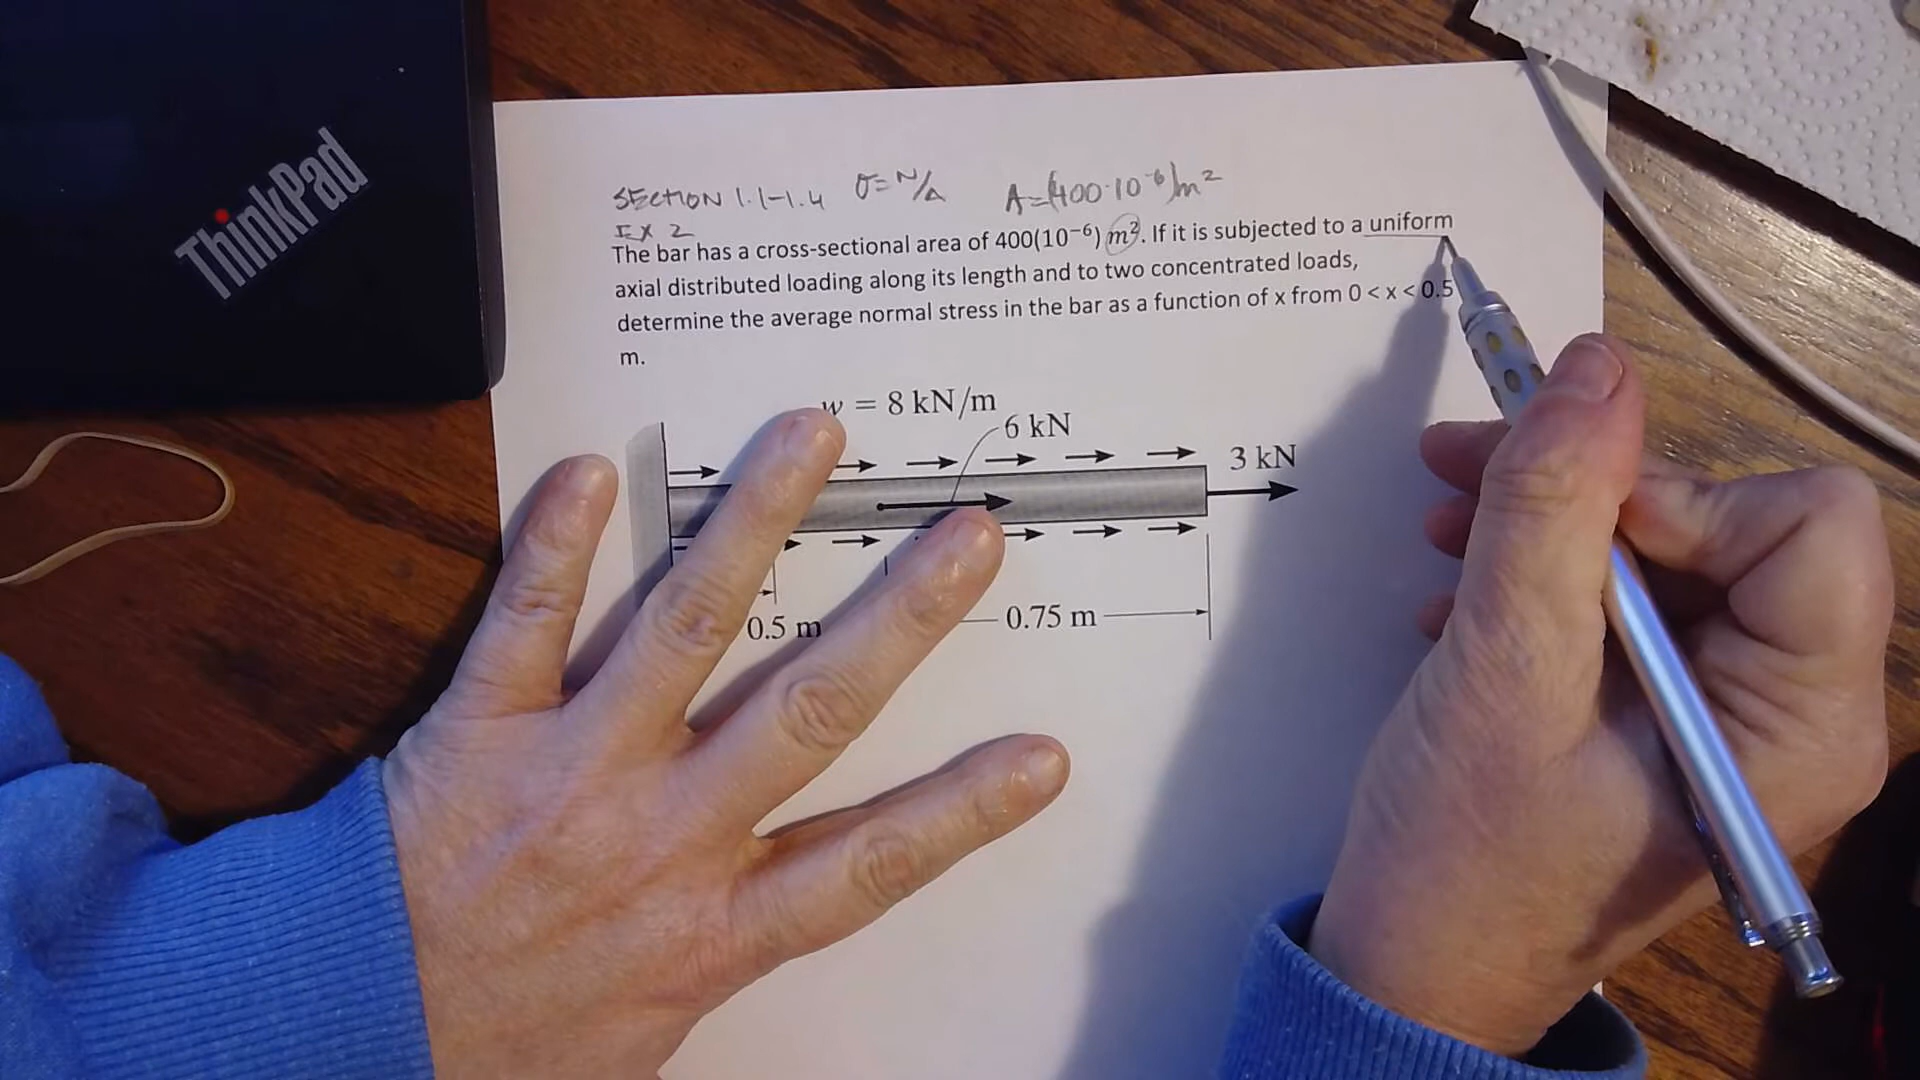 ThinkPad
SECTION 1.1-1.4 σ=N/A A=(400·10⁻⁶)m²
EX 2
The bar has a cross-sectional area of 400(10⁻⁶) m². If it is subjected to a uniform
axial distributed loading along its length and to two concentrated loads,
determine the average normal stress in the bar as a function of x from 0 < x < 0.5
m.
w = 8 kN/m
6 kN
3 kN
0.5 m
0.75 m